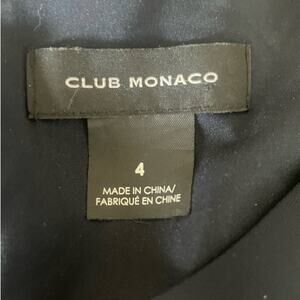 CLUB MONACO
4
MADE IN CHINA/
FABRIQUÉ EN CHINE